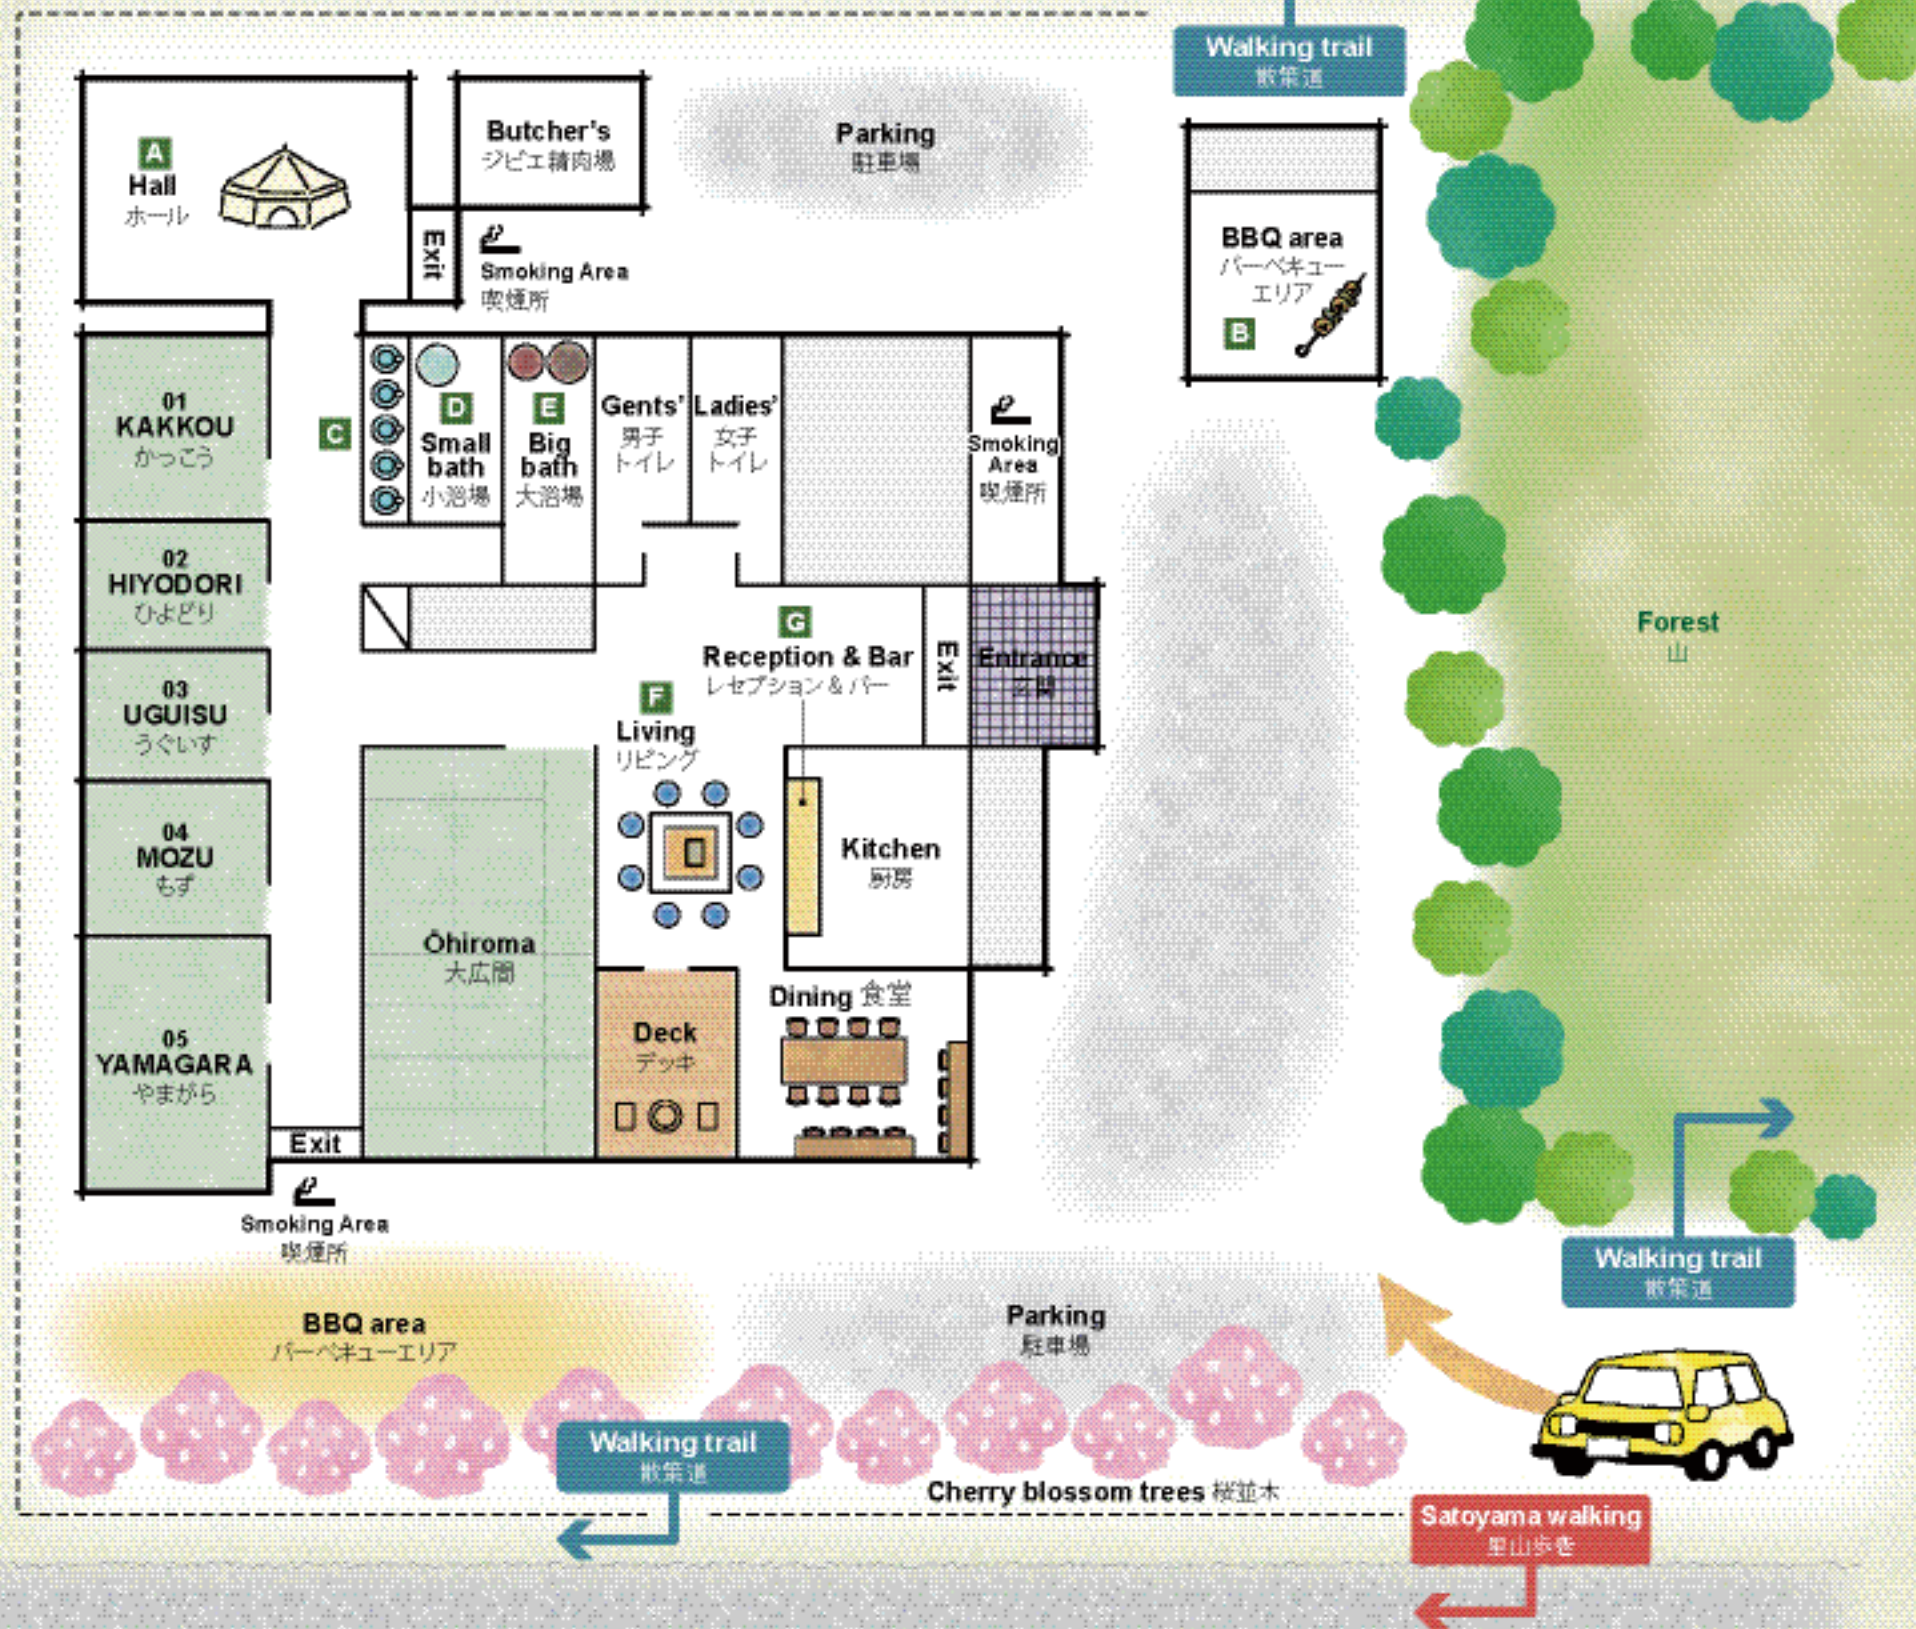 Walking trail
散策道
A
Hall
ホール
Butcher's
ジビエ精肉場
Parking
駐車場
Exit
Smoking Area
喫煙所
BBQ area
バーベキュー
エリア
B
01
KAKKOU
かっこう
C
D
Small
bath
小浴場
E
Big
bath
大浴場
Gents'
男子
トイレ
Ladies'
女子
トイレ
Smoking
Area
喫煙所
02
HIYODORI
ひよどり
G
Reception & Bar
レセプション＆バー
Exit
Entrance
玄関
Forest
山
03
UGUISU
うぐいす
F
Living
リビング
04
MOZU
もず
Kitchen
厨房
Ōhiroma
大広間
05
YAMAGARA
やまがら
Deck
デッキ
Dining 食堂
Exit
Smoking Area
喫煙所
Walking trail
散策道
BBQ area
バーベキューエリア
Parking
駐車場
Walking trail
散策道
Cherry blossom trees 桜並木
Satoyama walking
里山歩き